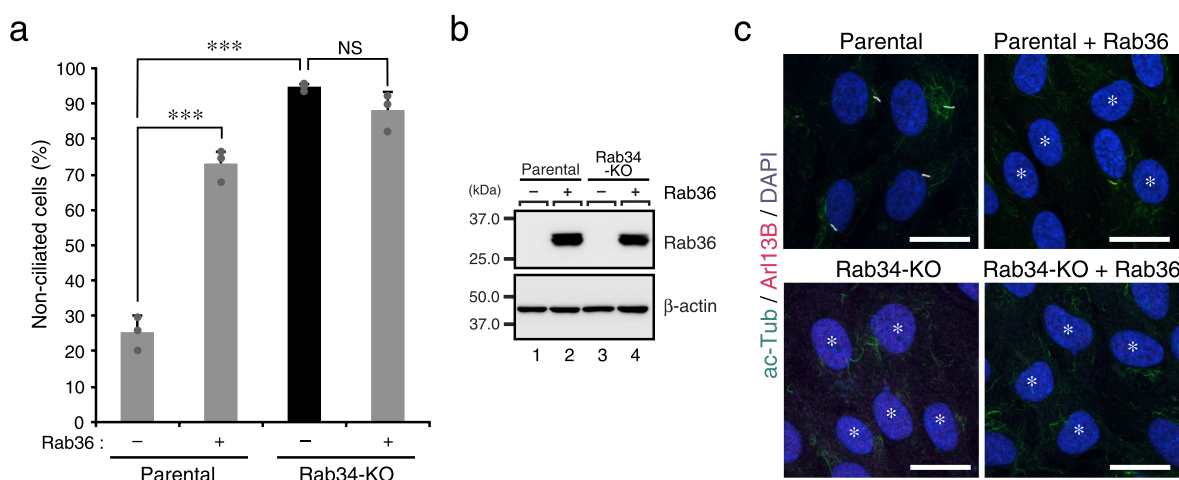 a
***
NS
***
Non-ciliated cells (%)
100
90
80
70
60
50
40
30
20
10
0
Rab36 : − + − +
Parental Rab34-KO
b
Parental Rab34
-KO
(kDa) − + − + Rab36
37.0
25.0
Rab36
50.0
37.0
β-actin
1 2 3 4
c
ac-Tub / Arl13B / DAPI
Parental Parental + Rab36
* * * *
Rab34-KO Rab34-KO + Rab36
* * * * *
* * * *